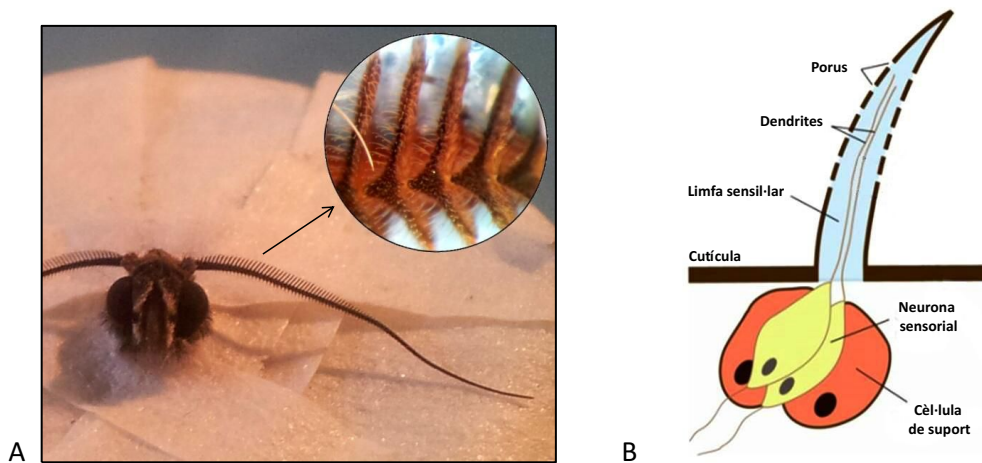 Porus
Dendrites
Limfa sensil·lar
Cutícula
Neurona
sensorial
Cèl·lula
de suport
A
B